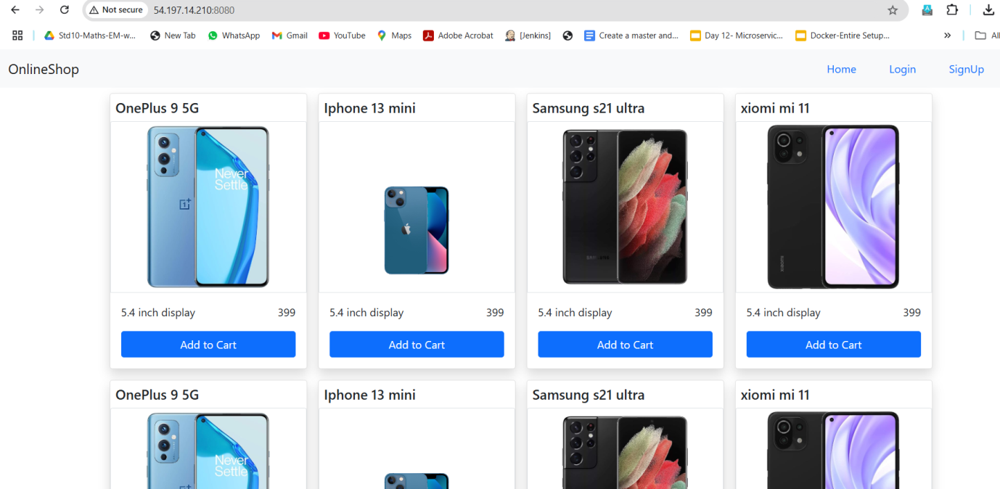 Not secure 54.197.14.210:8080
Std10-Maths-EM-w... New Tab WhatsApp Gmail YouTube Maps Adobe Acrobat [Jenkins] Create a master and... Day 12- Microservic... Docker-Entire Setup... » All
OnlineShop Home Login SignUp
OnePlus 9 5G Iphone 13 mini Samsung s21 ultra xiomi mi 11
Never
Settle
SAMSUNG
XIAOMI
5.4 inch display 399 5.4 inch display 399 5.4 inch display 399 5.4 inch display 399
Add to Cart Add to Cart Add to Cart Add to Cart
OnePlus 9 5G Iphone 13 mini Samsung s21 ultra xiomi mi 11
Never
Settle